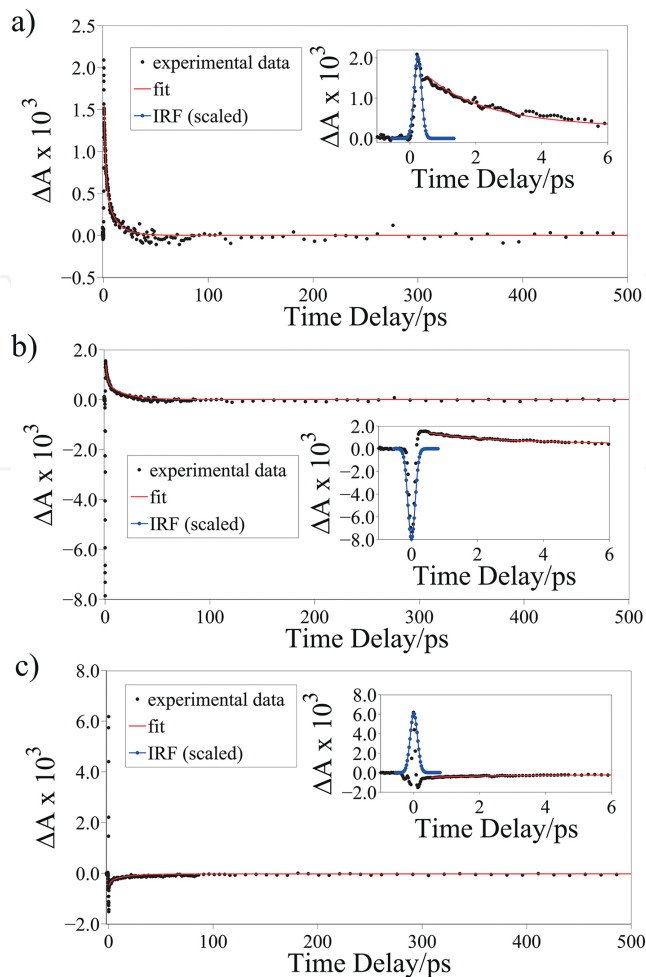 a)
2.5
2.0
1.5
1.0
0.5
0.0
−0.5
ΔA x 10³
experimental data
fit
IRF (scaled)
0 100 200 300 400 500
Time Delay/ps
2.0
1.0
0.0
ΔA x 10³
0 2 4 6
Time Delay/ps
b)
2.0
0.0
−2.0
−4.0
−6.0
−8.0
ΔA x 10³
experimental data
fit
IRF (scaled)
0 100 200 300 400 500
Time Delay/ps
2.0
0.0
−2.0
−4.0
−6.0
−8.0
ΔA x 10³
0 2 4 6
Time Delay/ps
c)
8.0
6.0
4.0
2.0
0.0
−2.0
ΔA x 10³
experimental data
fit
IRF (scaled)
0 100 200 300 400 500
Time Delay/ps
8.0
6.0
4.0
2.0
0.0
−2.0
ΔA x 10³
0 2 4 6
Time Delay/ps